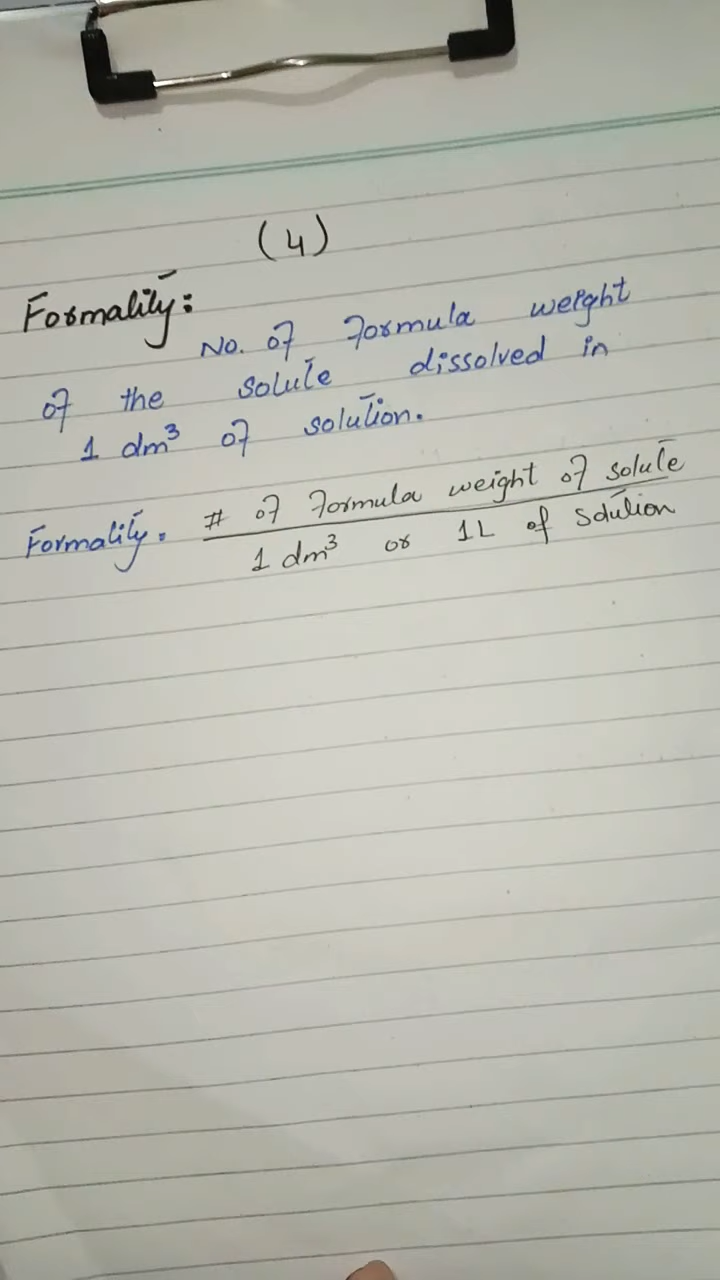 (4)
Formality:
No. of Formula weight
of the solute dissolved in
1 dm³ of solution.
Formality = # of Formula weight of solute
1 dm³ or 1L of solution